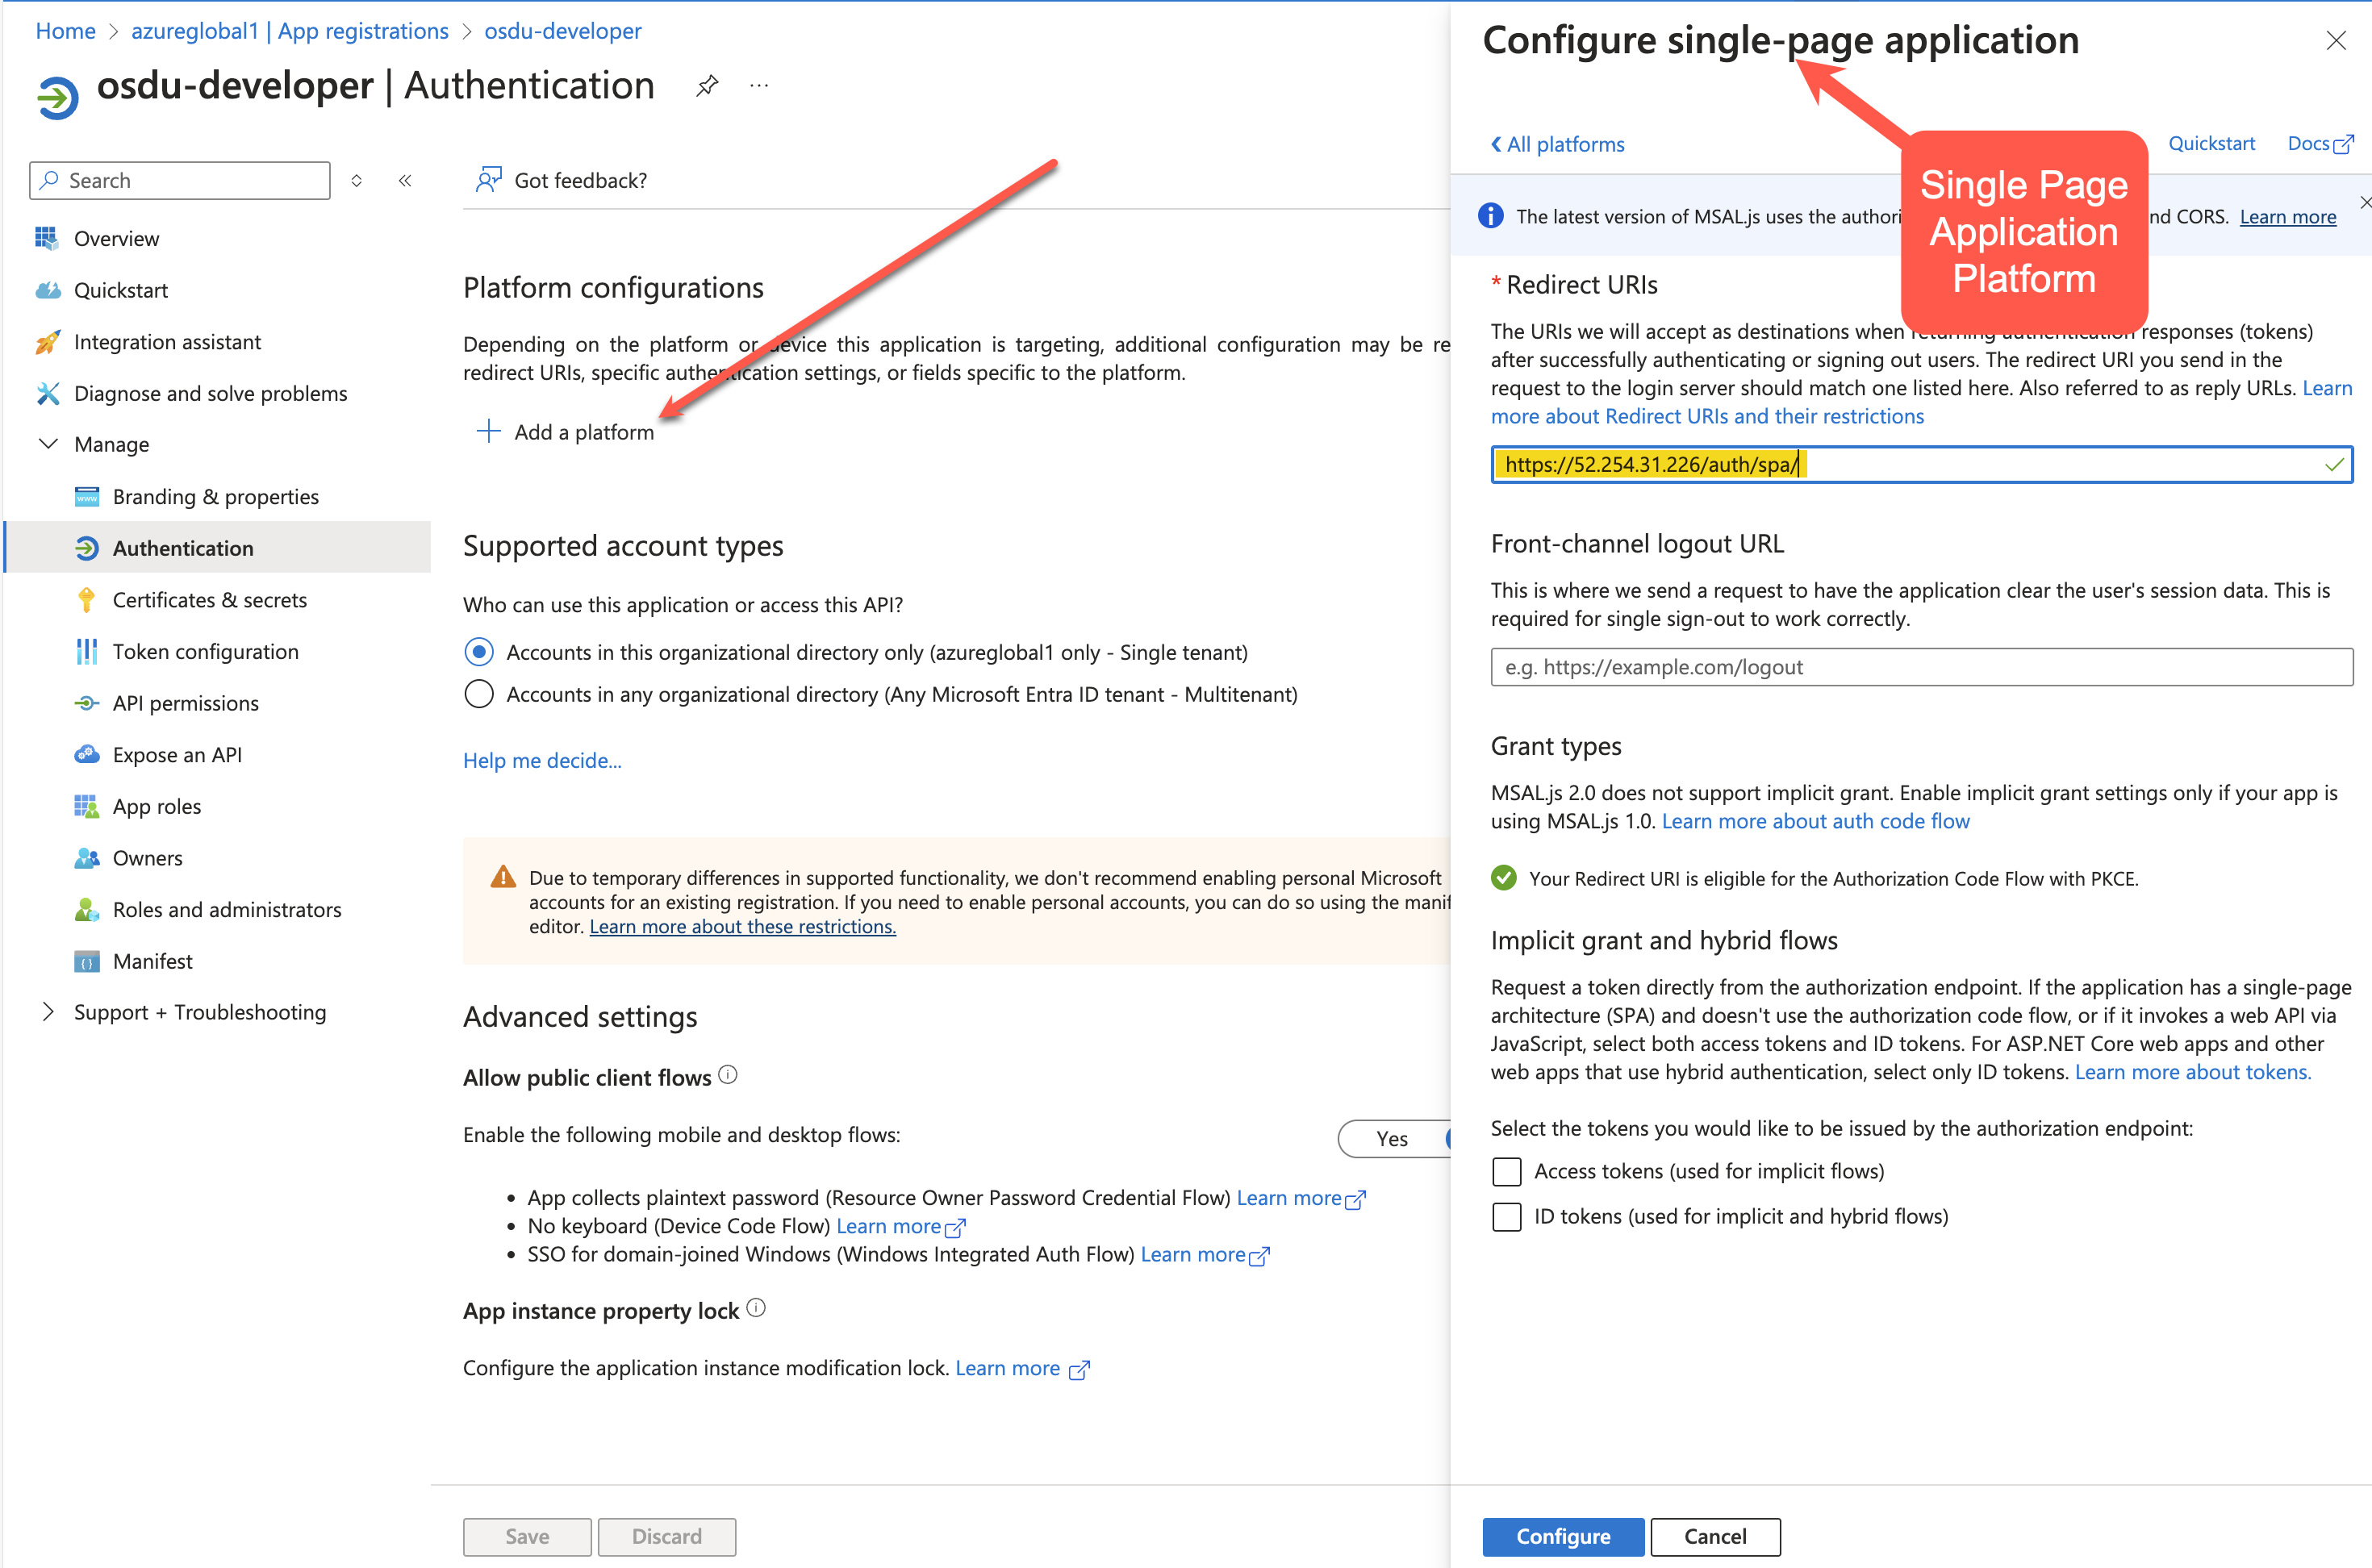 Home > azureglobal1 | App registrations > osdu-developer
osdu-developer | Authentication
Search
Overview
Quickstart
Integration assistant
Diagnose and solve problems
Manage
Branding & properties
Authentication
Certificates & secrets
Token configuration
API permissions
Expose an API
App roles
Owners
Roles and administrators
Manifest
Support + Troubleshooting
Got feedback?
Platform configurations
Depending on the platform or device this application is targeting, additional configuration may be re
redirect URIs, specific authentication settings, or fields specific to the platform.
Add a platform
Supported account types
Who can use this application or access this API?
Accounts in this organizational directory only (azureglobal1 only - Single tenant)
Accounts in any organizational directory (Any Microsoft Entra ID tenant - Multitenant)
Help me decide...
Due to temporary differences in supported functionality, we don't recommend enabling personal Microsoft
accounts for an existing registration. If you need to enable personal accounts, you can do so using the manif
editor. Learn more about these restrictions.
Advanced settings
Allow public client flows
Enable the following mobile and desktop flows:
Yes
• App collects plaintext password (Resource Owner Password Credential Flow) Learn more
• No keyboard (Device Code Flow) Learn more
• SSO for domain-joined Windows (Windows Integrated Auth Flow) Learn more
App instance property lock
Configure the application instance modification lock. Learn more
Save
Discard
Configure single-page application
All platforms
Quickstart
Docs
Single Page
Application
Platform
The latest version of MSAL.js uses the authori nd CORS. Learn more
* Redirect URIs
The URIs we will accept as destinations when returning authentication responses (tokens)
after successfully authenticating or signing out users. The redirect URI you send in the
request to the login server should match one listed here. Also referred to as reply URLs. Learn
more about Redirect URIs and their restrictions
https://52.254.31.226/auth/spa/
Front-channel logout URL
This is where we send a request to have the application clear the user's session data. This is
required for single sign-out to work correctly.
e.g. https://example.com/logout
Grant types
MSAL.js 2.0 does not support implicit grant. Enable implicit grant settings only if your app is
using MSAL.js 1.0. Learn more about auth code flow
Your Redirect URI is eligible for the Authorization Code Flow with PKCE.
Implicit grant and hybrid flows
Request a token directly from the authorization endpoint. If the application has a single-page
architecture (SPA) and doesn't use the authorization code flow, or if it invokes a web API via
JavaScript, select both access tokens and ID tokens. For ASP.NET Core web apps and other
web apps that use hybrid authentication, select only ID tokens. Learn more about tokens.
Select the tokens you would like to be issued by the authorization endpoint:
Access tokens (used for implicit flows)
ID tokens (used for implicit and hybrid flows)
Configure
Cancel